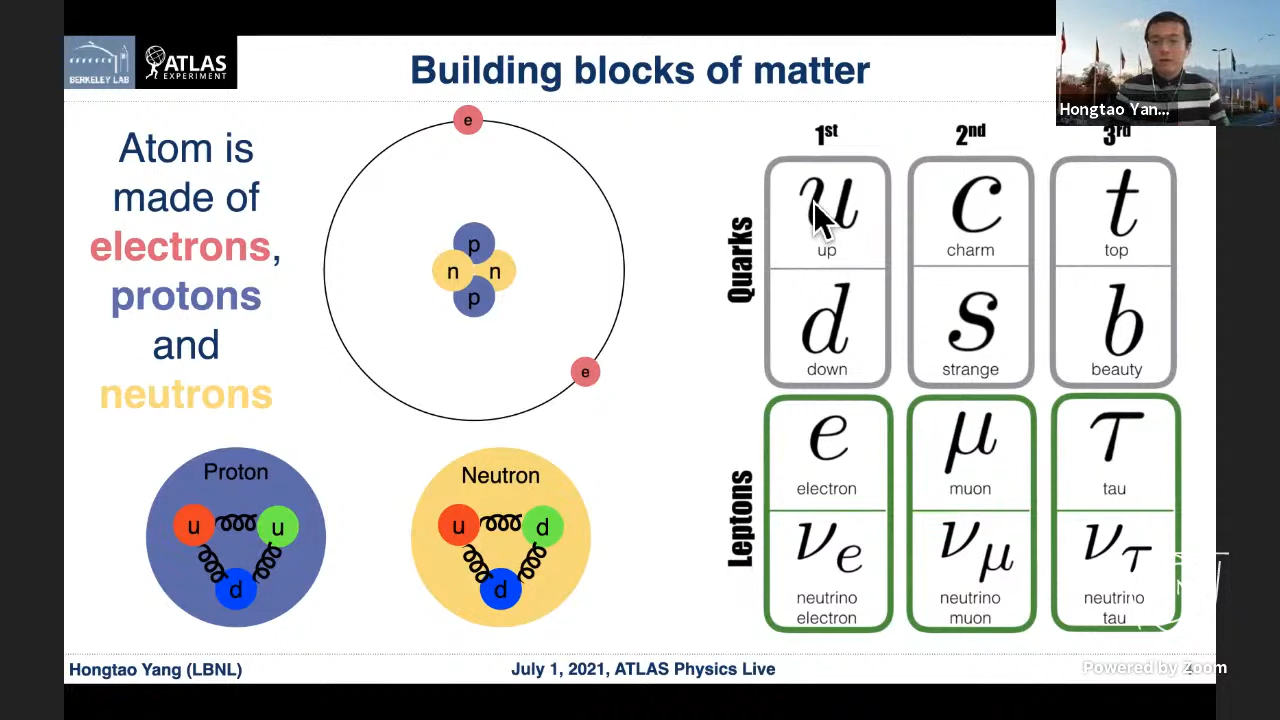 BERKELEY LAB
ATLAS
EXPERIMENT
Building blocks of matter
Hongtao Yan...
Atom is
made of
electrons,
protons
and
neutrons
e
p
n n
p
e
Proton
u u
d
Neutron
u d
d
1st 2nd 3rd
Quarks
u c t
up charm top
d s b
down strange beauty
Leptons
e μ τ
electron muon tau
νe νμ ντ
neutrino neutrino neutrino
electron muon tau
Hongtao Yang (LBNL)
July 1, 2021, ATLAS Physics Live
Powered by Zoom